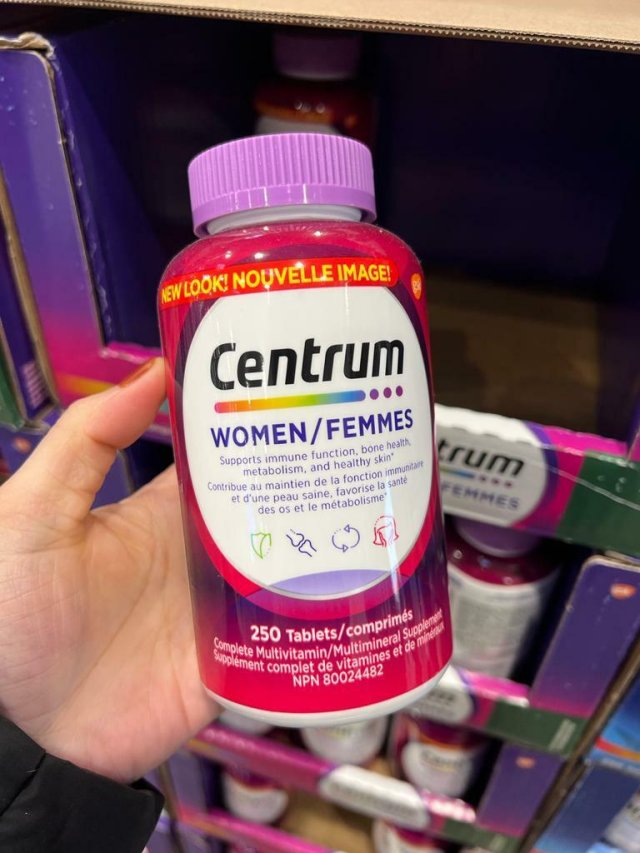 NEW LOOK! NOUVELLE IMAGE!
gsk
Centrum
WOMEN/FEMMES
Supports immune function, bone health,
metabolism, and healthy skin*
Contribue au maintien de la fonction immunitaire
et d'une peau saine, favorise la santé
des os et le métabolisme*
250 Tablets/comprimés
Complete Multivitamin/Multimineral Supplement
Supplément complet de vitamines et de minéraux
NPN 80024482
trum
FEMMES